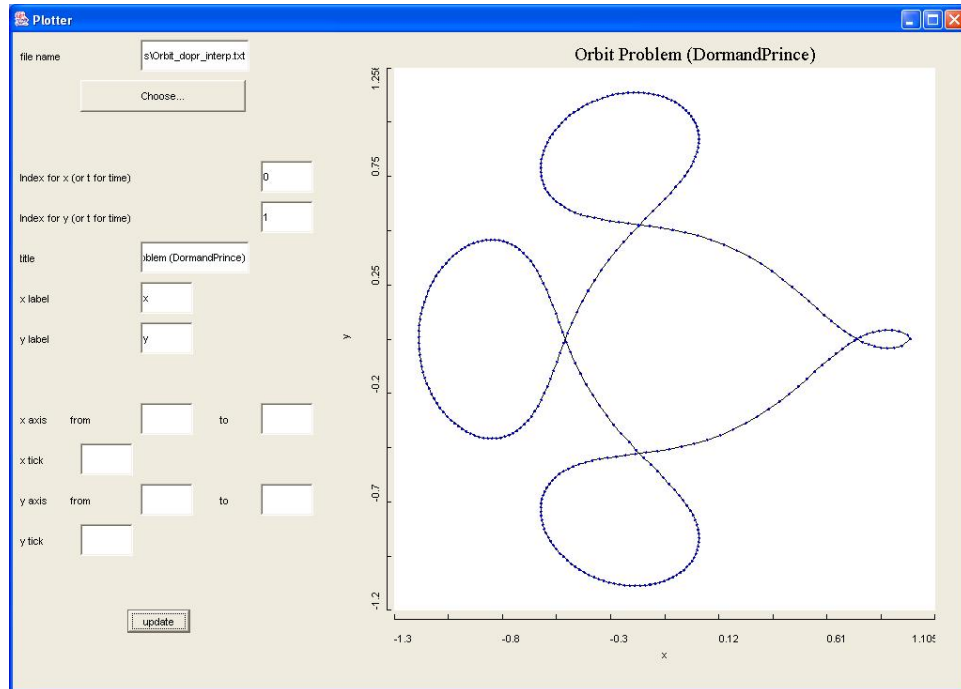 Plotter
file name
s\Orbit_dopr_interp.txt
Choose...
Index for x (or t for time)
0
Index for y (or t for time)
1
title
oblem (DormandPrince)
x label
x
y label
y
x axis from to
x tick
y axis from to
y tick
update
Orbit Problem (DormandPrince)
1.256
0.75
0.25
-0.2
-0.7
-1.2
y
-1.3 -0.8 -0.3 0.12 0.61 1.105
x